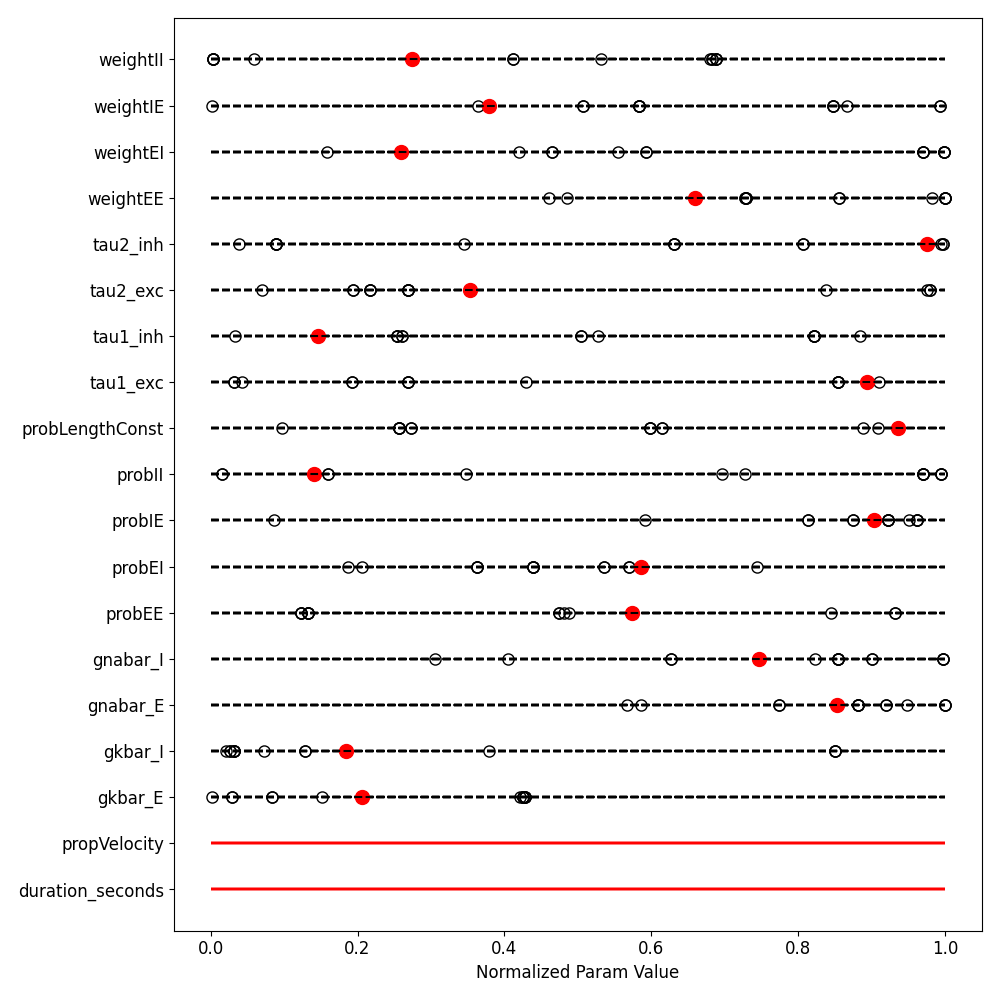 weightII
weightIE
weightEI
weightEE
tau2_inh
tau2_exc
tau1_inh
tau1_exc
probLengthConst
probII
probIE
probEI
probEE
gnabar_I
gnabar_E
gkbar_I
gkbar_E
propVelocity
duration_seconds
0.0 0.2 0.4 0.6 0.8 1.0
Normalized Param Value